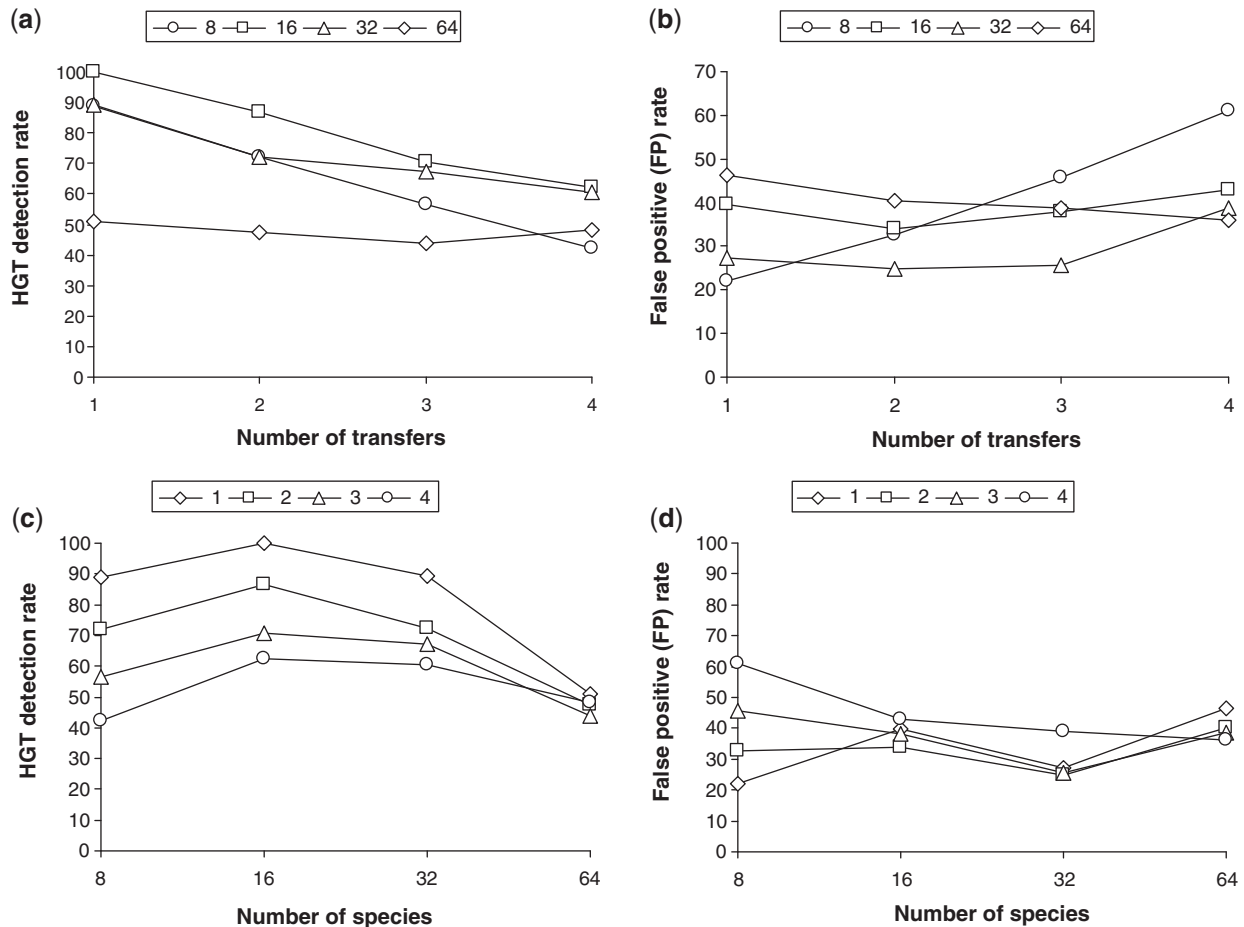 (a)
8 16 32 64
HGT detection rate
100
90
80
70
60
50
40
30
20
10
0
1 2 3 4
Number of transfers
(b)
8 16 32 64
False positive (FP) rate
70
60
50
40
30
20
10
0
1 2 3 4
Number of transfers
(c)
1 2 3 4
HGT detection rate
100
90
80
70
60
50
40
30
20
10
0
8 16 32 64
Number of species
(d)
1 2 3 4
False positive (FP) rate
100
90
80
70
60
50
40
30
20
10
0
8 16 32 64
Number of species